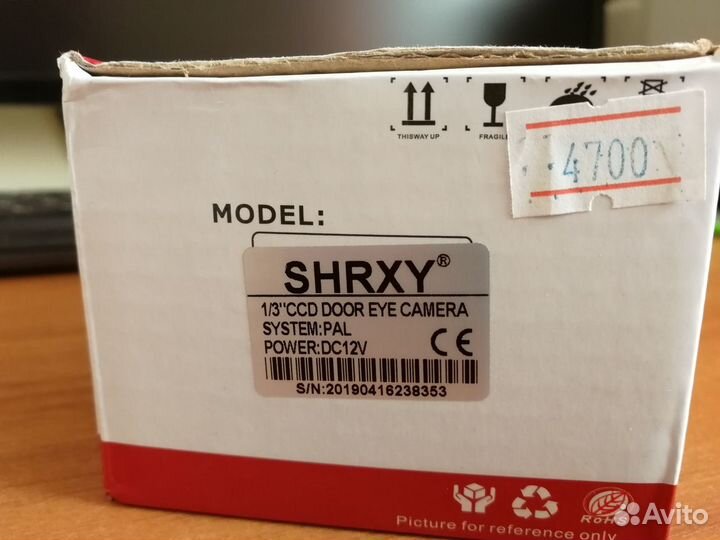 THISWAY UP
FRAGILE
4700
MODEL:
SHRXY®
1/3"CCD DOOR EYE CAMERA
SYSTEM:PAL
POWER:DC12V
CE
S/N:20190416238353
RoHS
Picture for reference only
Avito